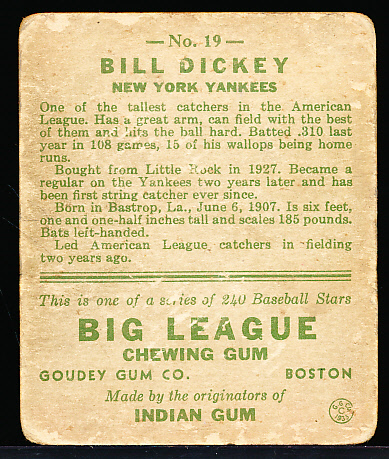 — No. 19 —
BILL DICKEY
NEW YORK YANKEES
One of the tallest catchers in the American
League. Has a great arm, can field with the best
of them and hits the ball hard. Batted .310 last
year in 108 games, 15 of his wallops being home
runs.
Bought from Little Rock in 1927. Became a
regular on the Yankees two years later and has
been first string catcher ever since.
Born in Bastrop, La., June 6, 1907. Is six feet,
one and one-half inches tall and scales 185 pounds.
Bats left-handed.
Led American League catchers in fielding
two years ago.
This is one of a series of 240 Baseball Stars
BIG LEAGUE
CHEWING GUM
GOUDEY GUM CO. BOSTON
Made by the originators of
INDIAN GUM